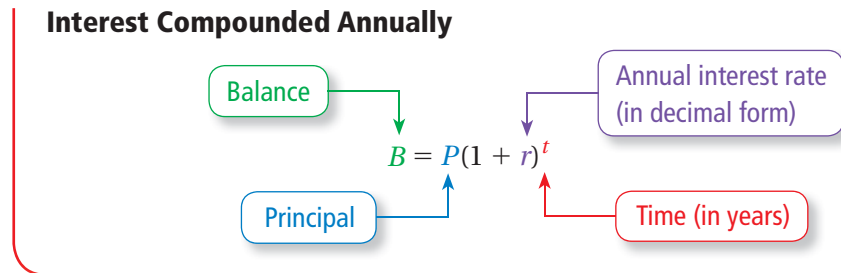 Interest Compounded Annually
Balance
Annual interest rate
(in decimal form)
B = P(1 + r)^t
Principal
Time (in years)